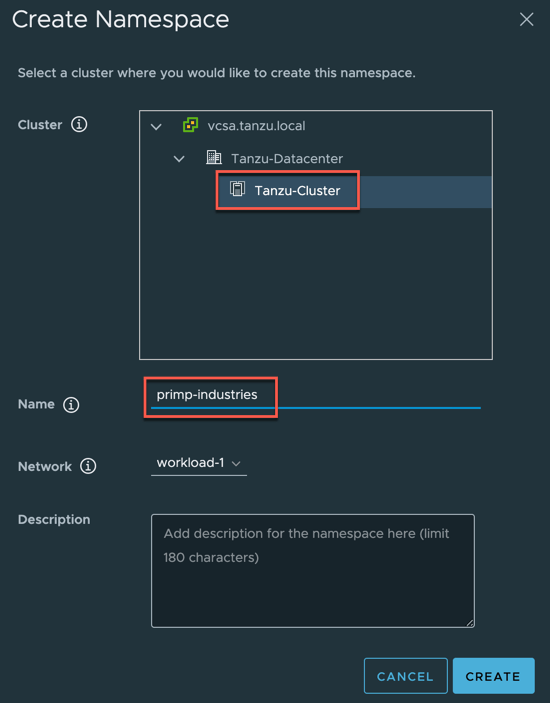 Create Namespace
Select a cluster where you would like to create this namespace.
Cluster
vcsa.tanzu.local
Tanzu-Datacenter
Tanzu-Cluster
Name
primp-industries
Network
workload-1
Description
Add description for the namespace here (limit
180 characters)
CANCEL
CREATE